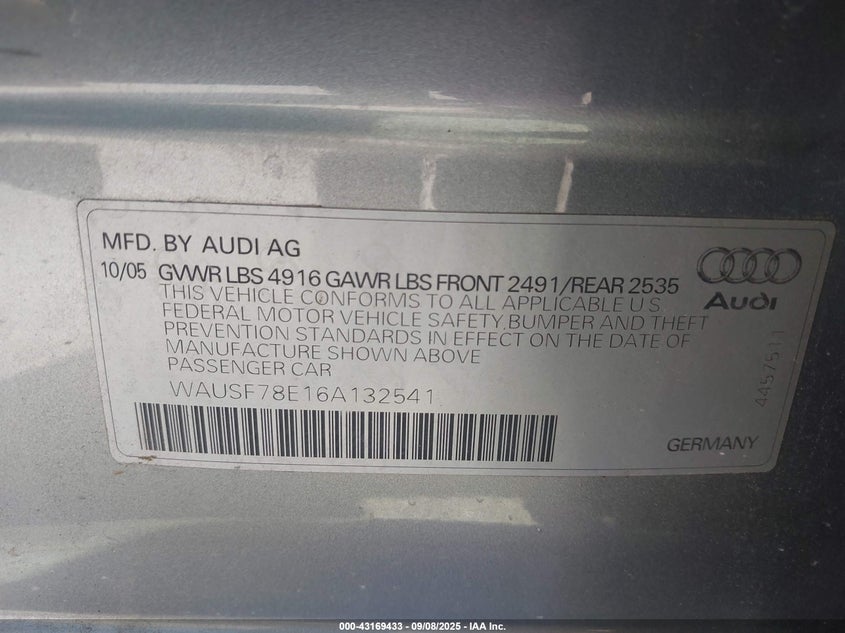 MFD. BY AUDI AG
10/05 GVWR LBS 4916 GAWR LBS FRONT 2491/REAR 2535
THIS VEHICLE CONFORMS TO ALL APPLICABLE U.S.
FEDERAL MOTOR VEHICLE SAFETY,BUMPER AND THEFT
PREVENTION STANDARDS IN EFFECT ON THE DATE OF
MANUFACTURE SHOWN ABOVE
PASSENGER CAR
WAUSF78E16A132541
Audi
4457511
GERMANY
000-43169433 - 09/08/2025 - IAA Inc.